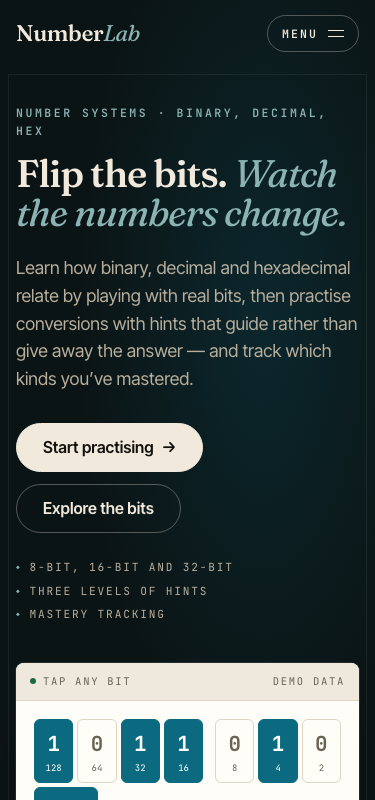 NumberLab
MENU
NUMBER SYSTEMS · BINARY, DECIMAL,
HEX
Flip the bits. Watch
the numbers change.
Learn how binary, decimal and hexadecimal
relate by playing with real bits, then practise
conversions with hints that guide rather than
give away the answer — and track which
kinds you’ve mastered.
Start practising →
Explore the bits
8-BIT, 16-BIT AND 32-BIT
THREE LEVELS OF HINTS
MASTERY TRACKING
TAP ANY BIT DEMO DATA
1 0 1 1 0 1 0
128 64 32 16 8 4 2